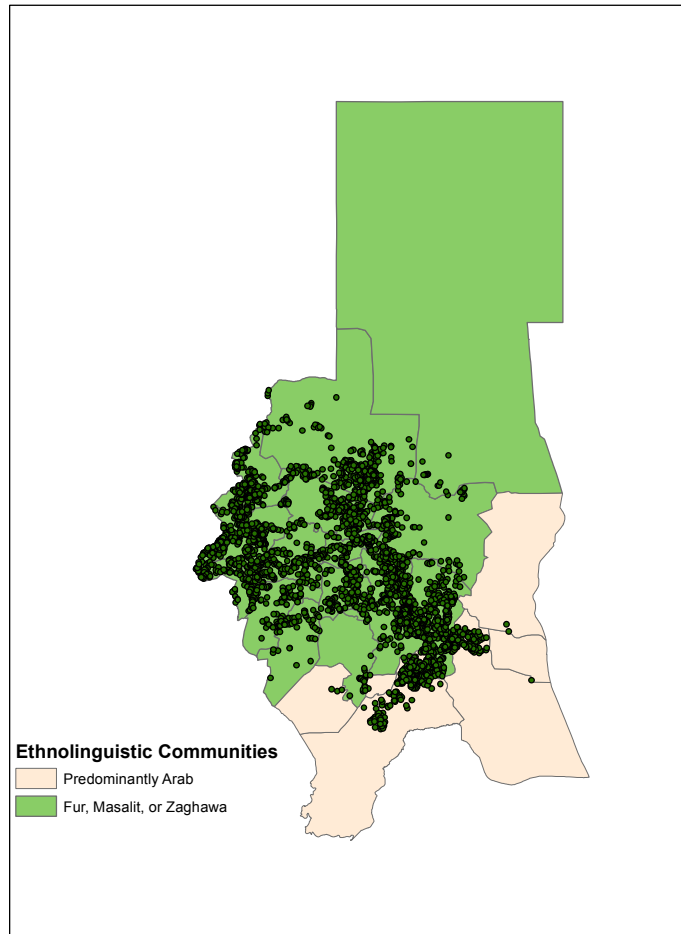 Ethnolinguistic Communities
Predominantly Arab
Fur, Masalit, or Zaghawa